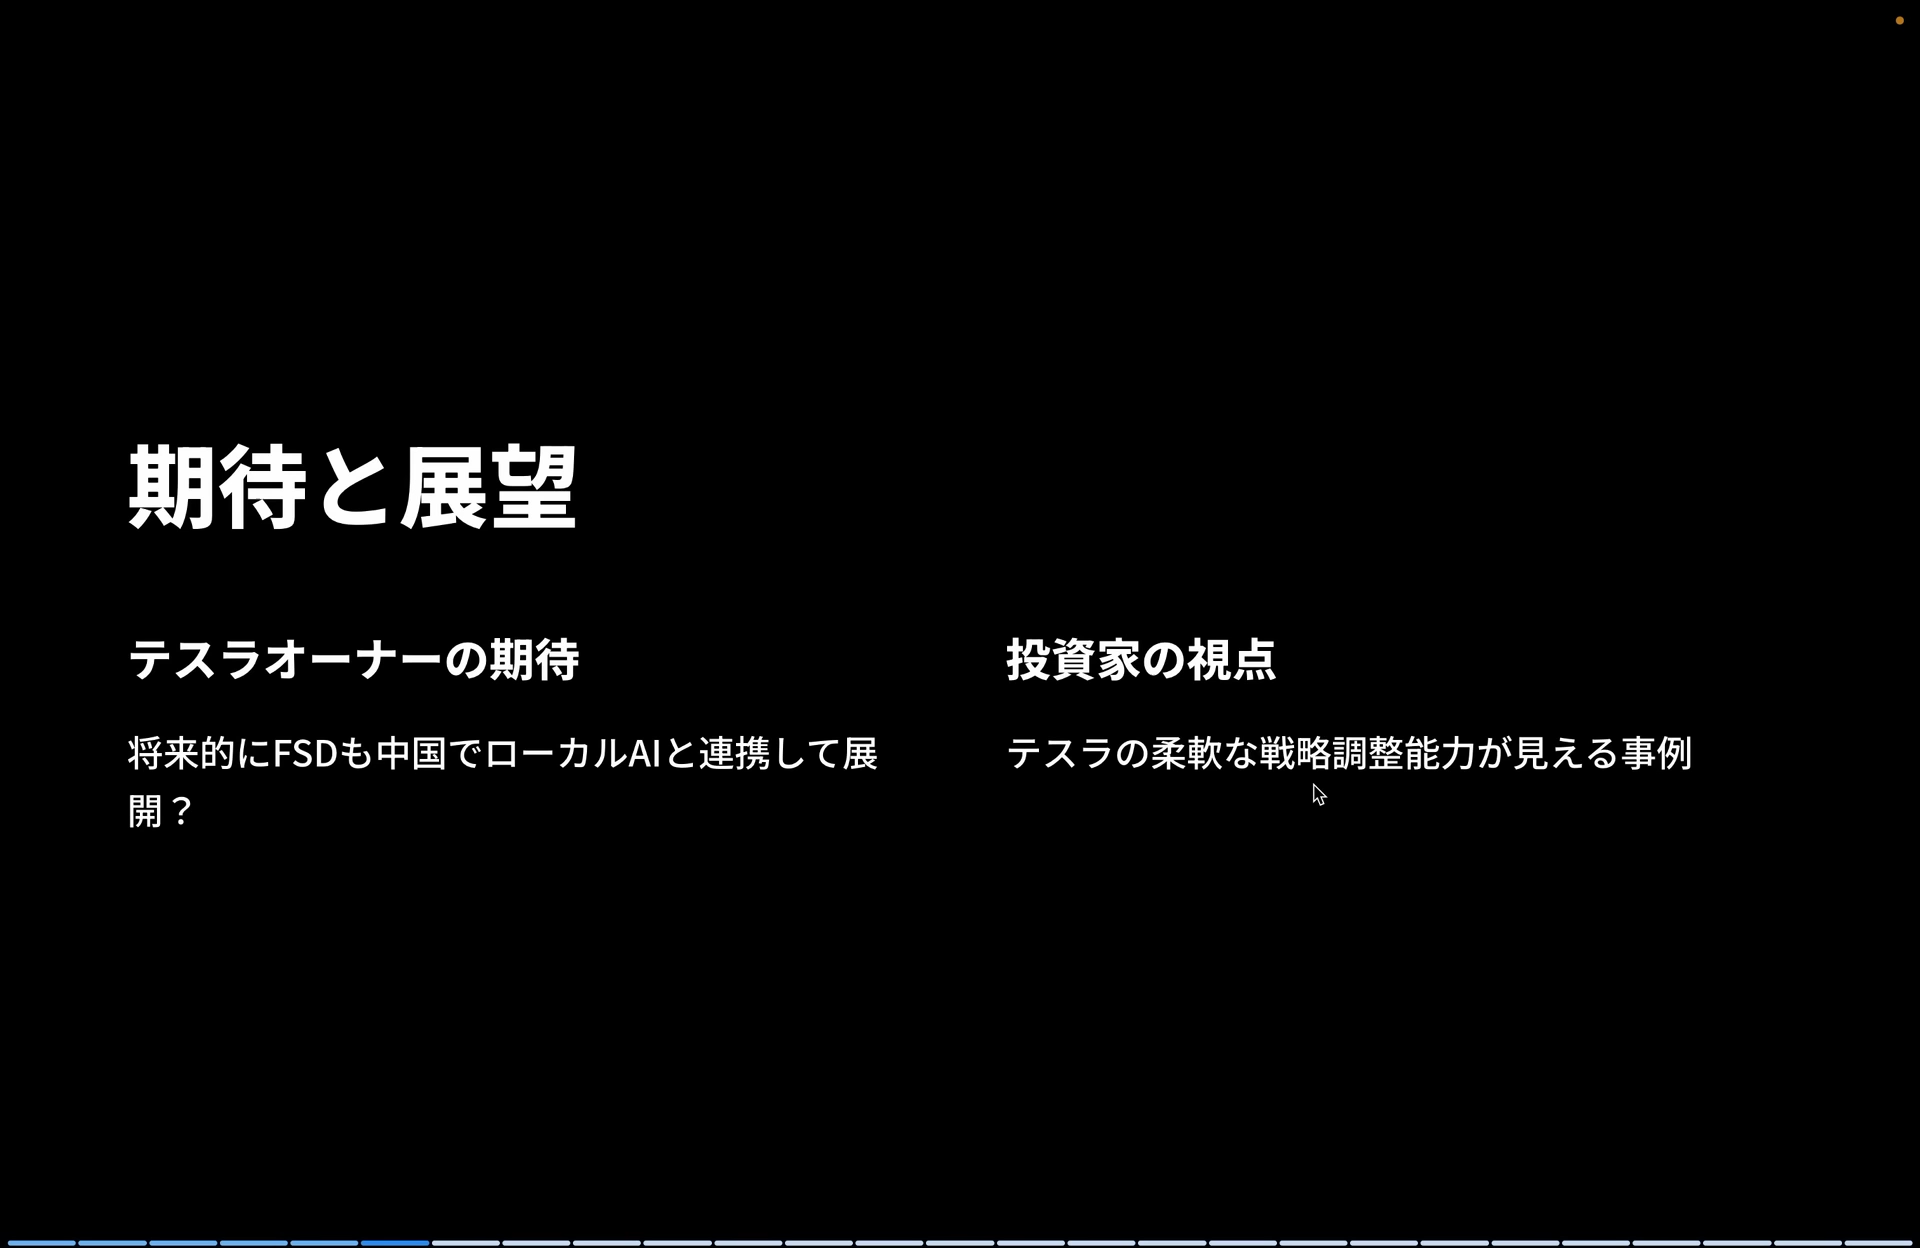 期待と展望
テスラオーナーの期待
将来的にFSDも中国でローカルAIと連携して展
開？
投資家の視点
テスラの柔軟な戦略調整能力が見える事例